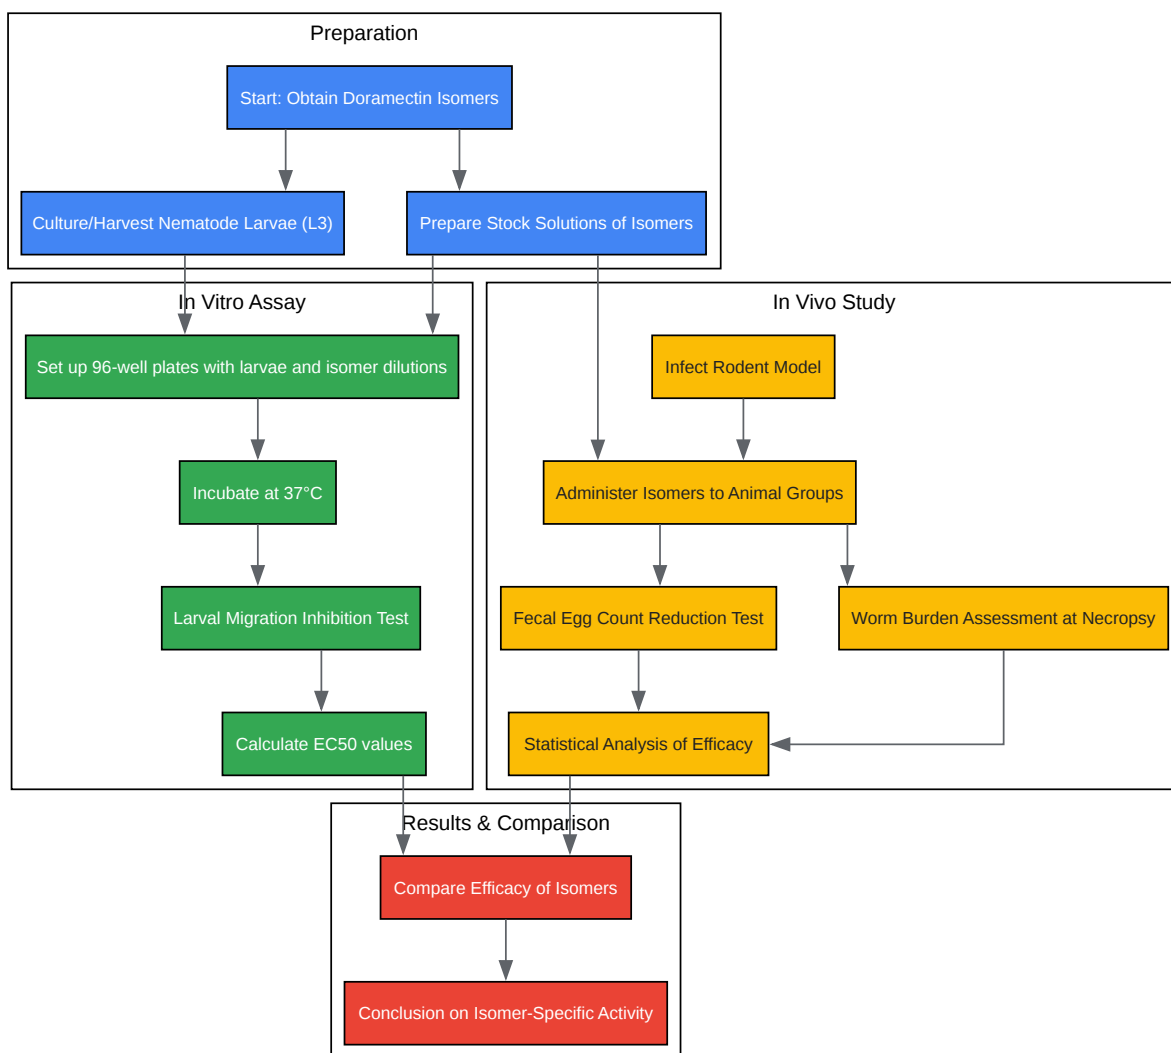 Preparation
Start: Obtain Doramectin Isomers
Culture/Harvest Nematode Larvae (L3)
Prepare Stock Solutions of Isomers
In Vitro Assay
Set up 96-well plates with larvae and isomer dilutions
Incubate at 37°C
Larval Migration Inhibition Test
Calculate EC50 values
In Vivo Study
Infect Rodent Model
Administer Isomers to Animal Groups
Fecal Egg Count Reduction Test
Worm Burden Assessment at Necropsy
Statistical Analysis of Efficacy
Results & Comparison
Compare Efficacy of Isomers
Conclusion on Isomer-Specific Activity